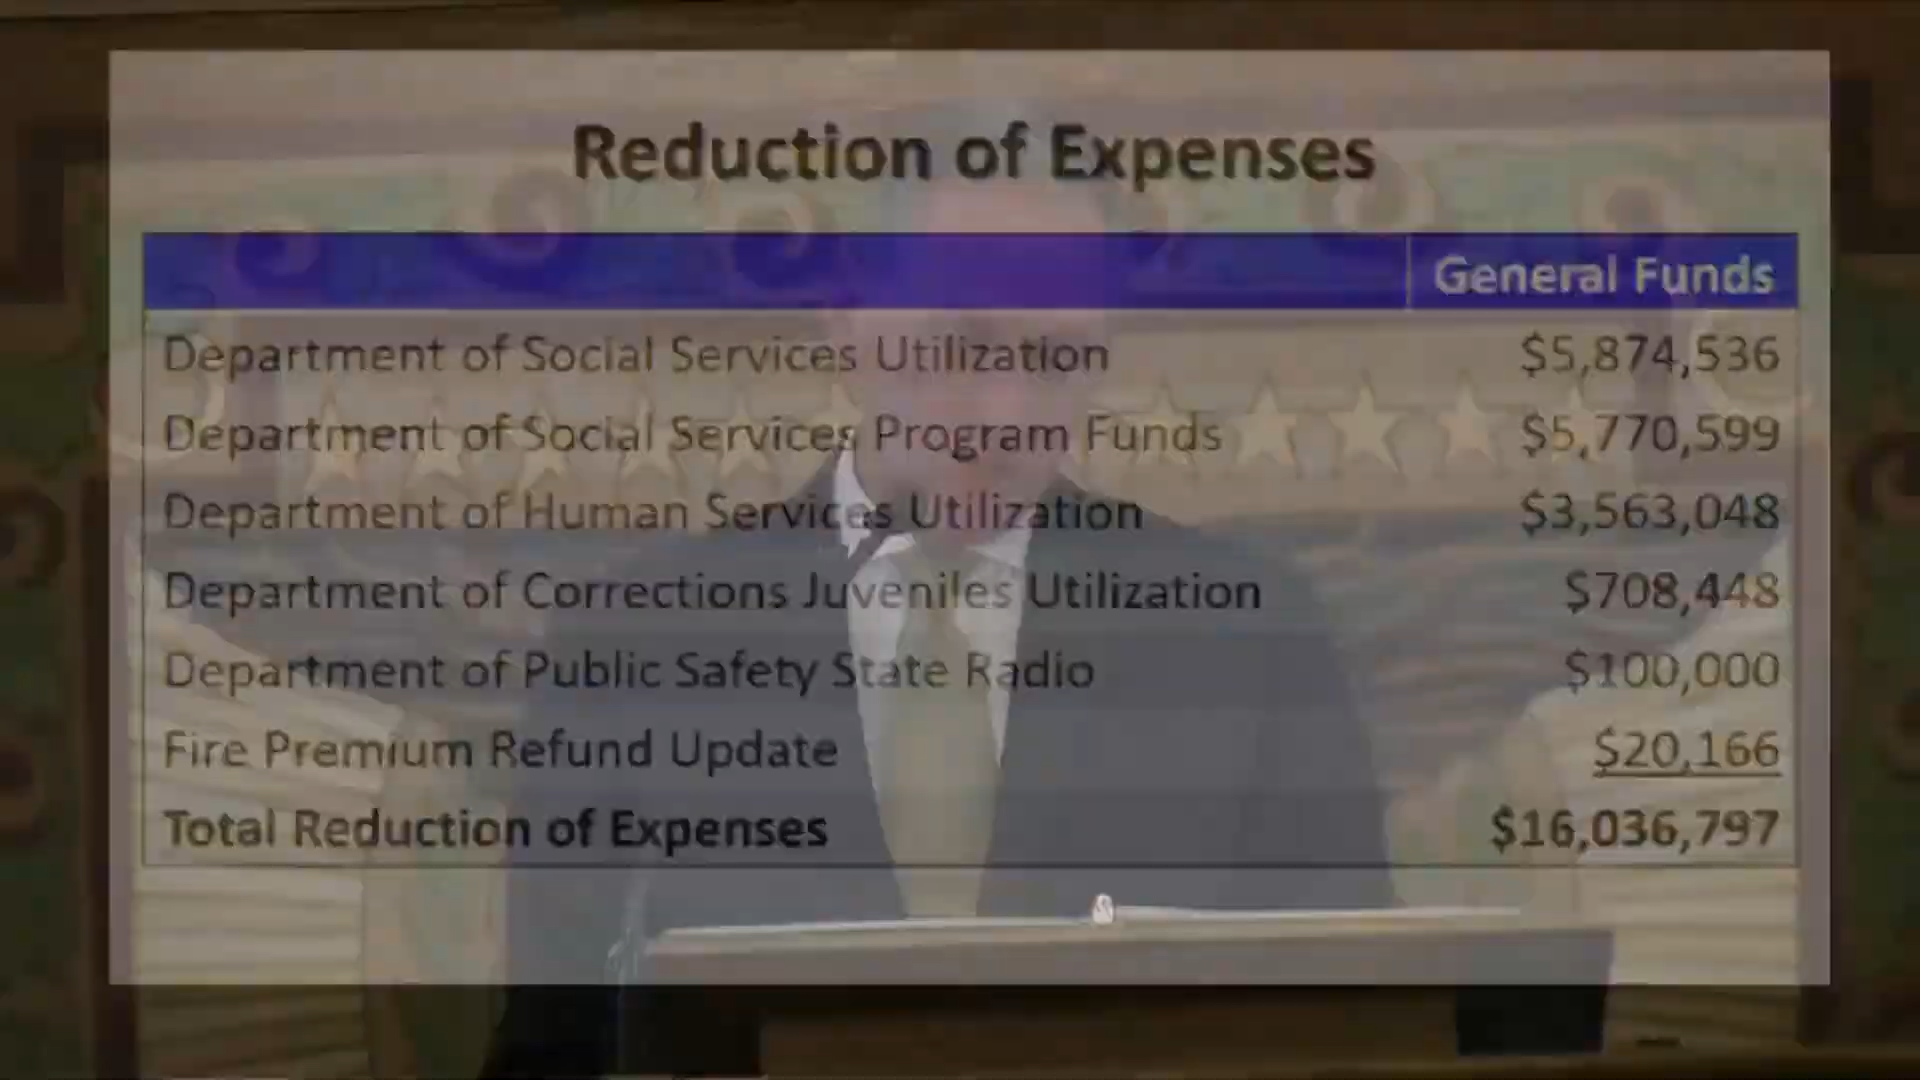 Reduction of Expenses
General Funds
Department of Social Services Utilization $5,874,536
Department of Social Services Program Funds $5,770,599
Department of Human Services Utilization $3,563,048
Department of Corrections Juveniles Utilization $708,448
Department of Public Safety State Radio $100,000
Fire Premium Refund Update $20,166
Total Reduction of Expenses $16,036,797